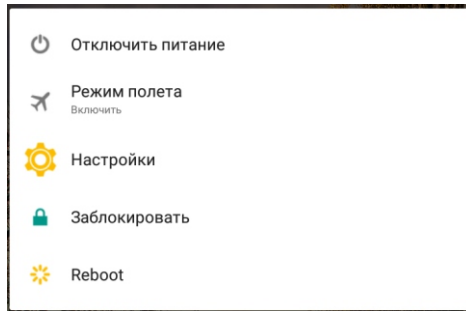 Отключить питание
Режим полета
Включить
Настройки
Заблокировать
Reboot